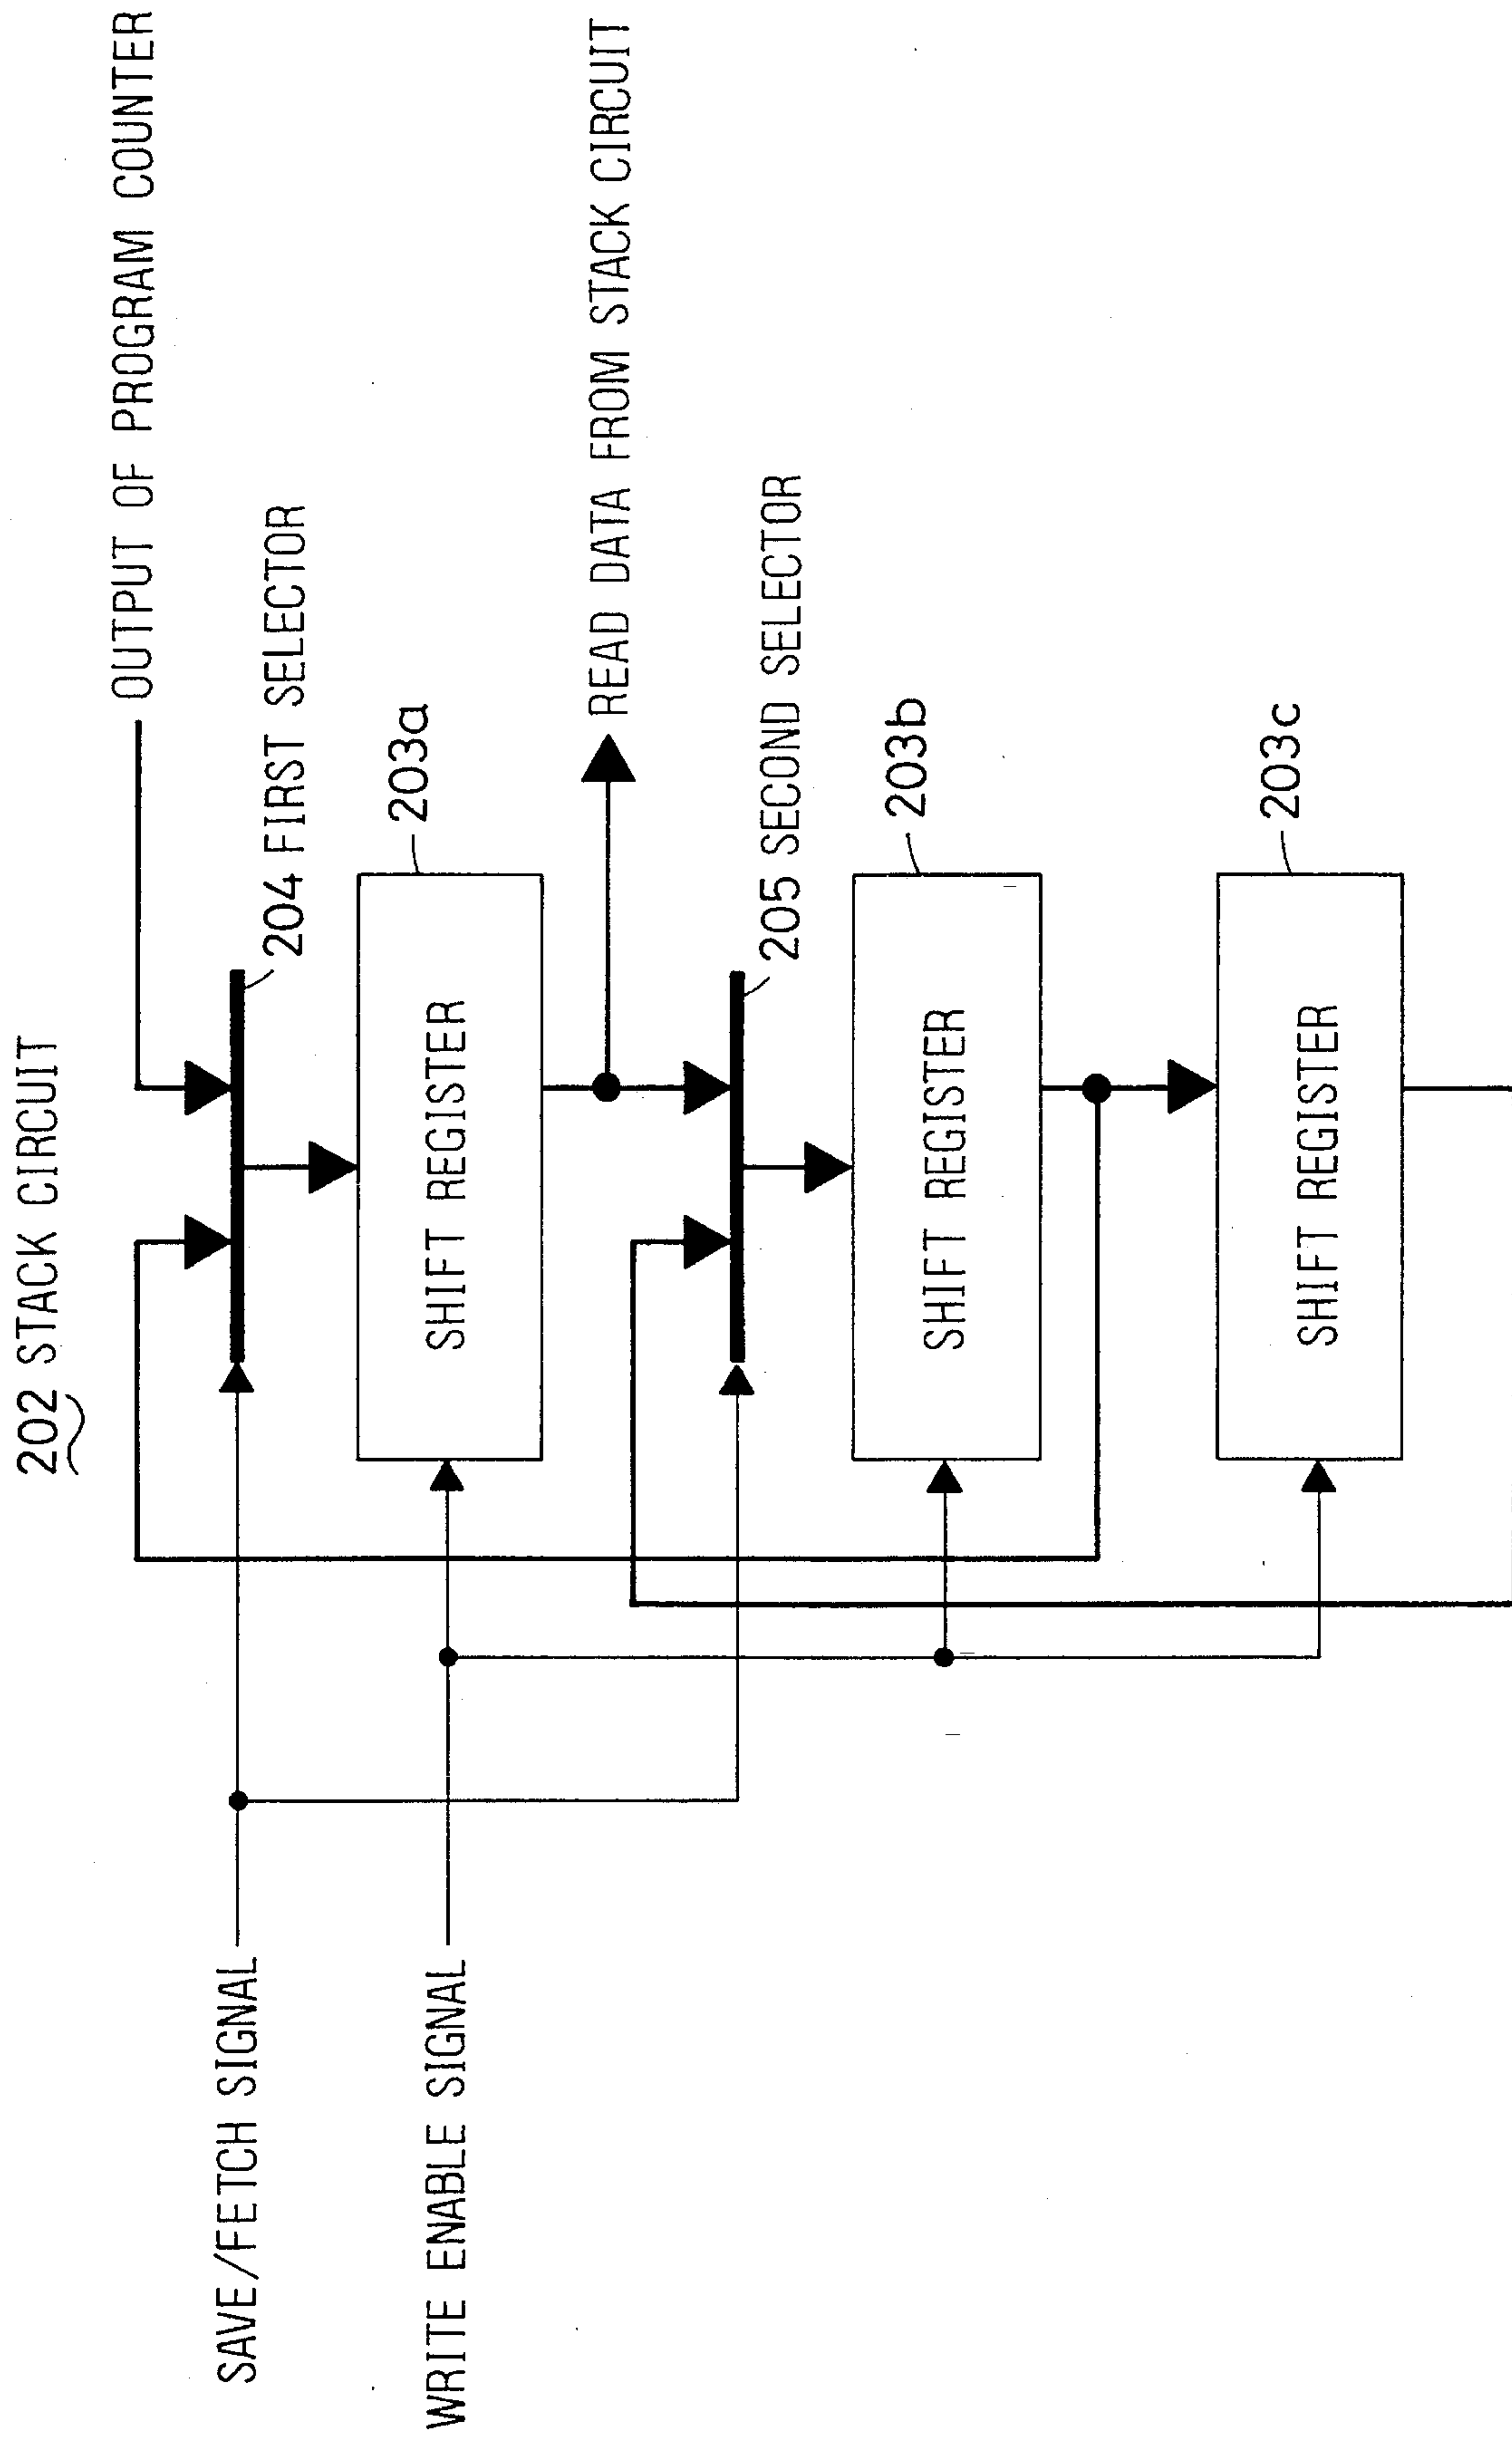 202 STACK CIRCUIT
OUTPUT OF PROGRAM COUNTER
204 FIRST SELECTOR
SAVE/FETCH SIGNAL
203a
SHIFT REGISTER
WRITE ENABLE SIGNAL
READ DATA FROM STACK CIRCUIT
205 SECOND SELECTOR
203b
SHIFT REGISTER
203c
SHIFT REGISTER